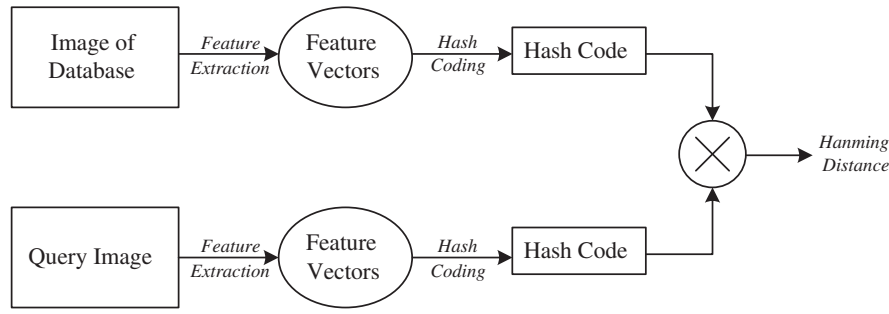 Image of
Database
Feature
Extraction
Feature
Vectors
Hash
Coding
Hash Code
Hanming
Distance
Query Image
Feature
Extraction
Feature
Vectors
Hash
Coding
Hash Code